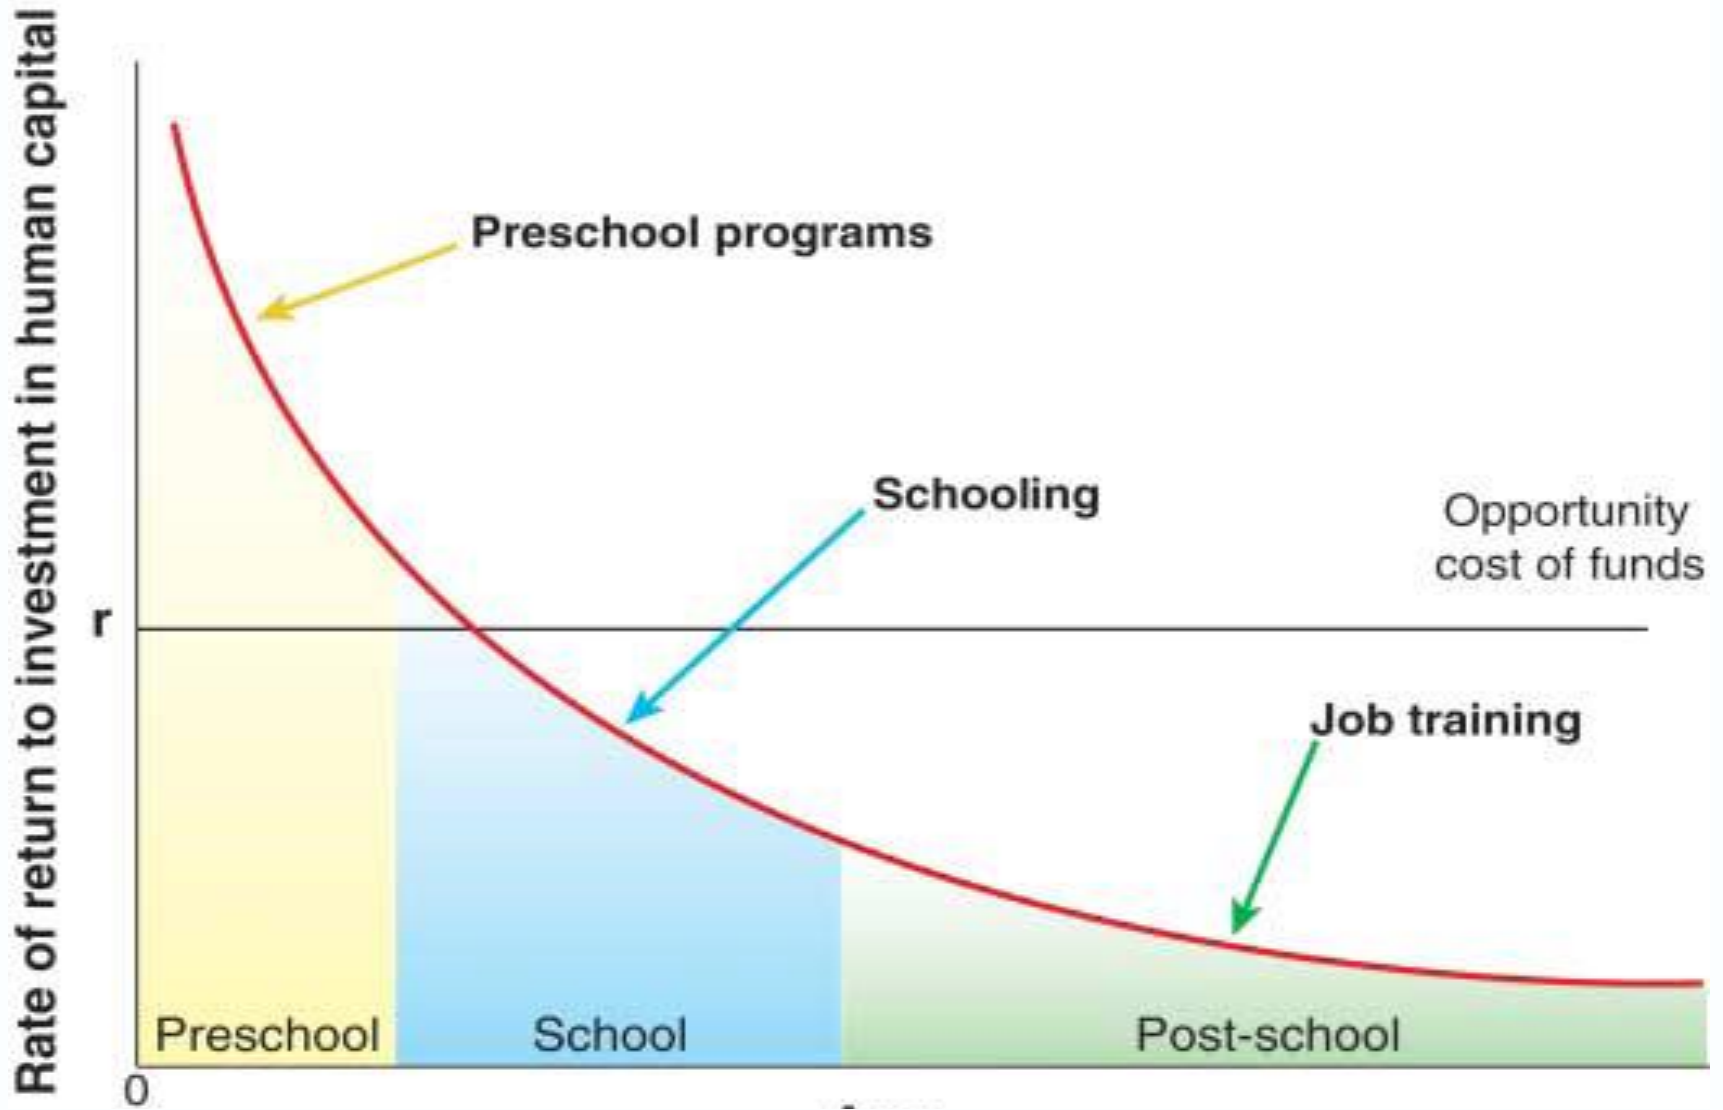 Rate of return to investment in human capital
Preschool programs
Schooling
Opportunity
cost of funds
r
Job training
Preschool
School
Post-school
0